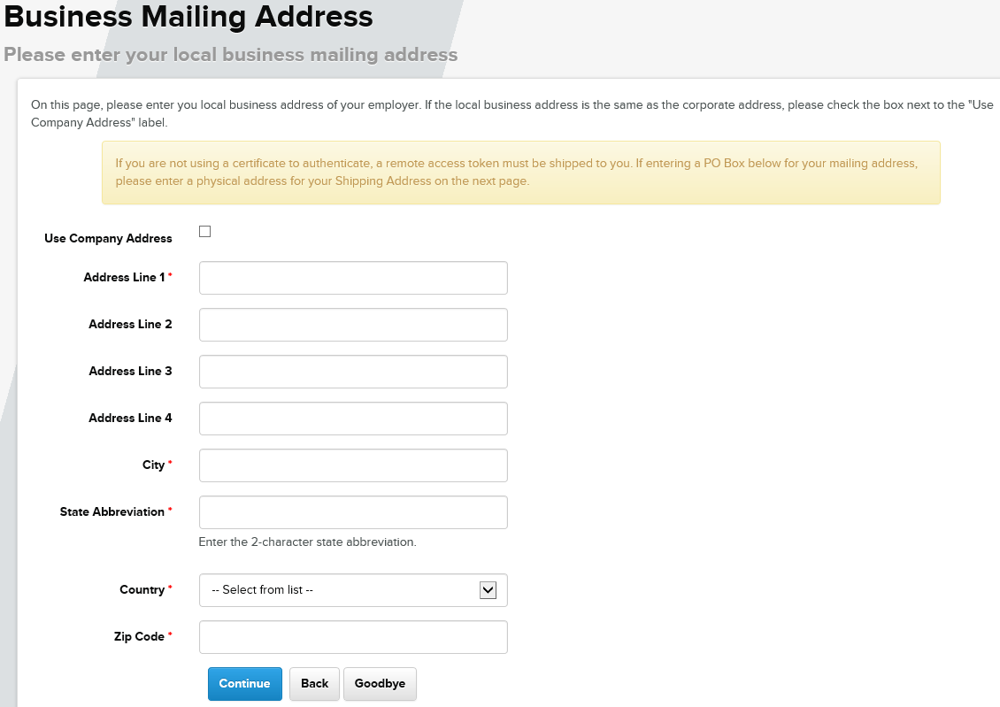 Business Mailing Address
Please enter your local business mailing address
On this page, please enter you local business address of your employer. If the local business address is the same as the corporate address, please check the box next to the "Use
Company Address" label.
If you are not using a certificate to authenticate, a remote access token must be shipped to you. If entering a PO Box below for your mailing address,
please enter a physical address for your Shipping Address on the next page.
Use Company Address
Address Line 1 *
Address Line 2
Address Line 3
Address Line 4
City *
State Abbreviation *
Enter the 2-character state abbreviation.
Country * -- Select from list --
Zip Code *
Continue Back Goodbye